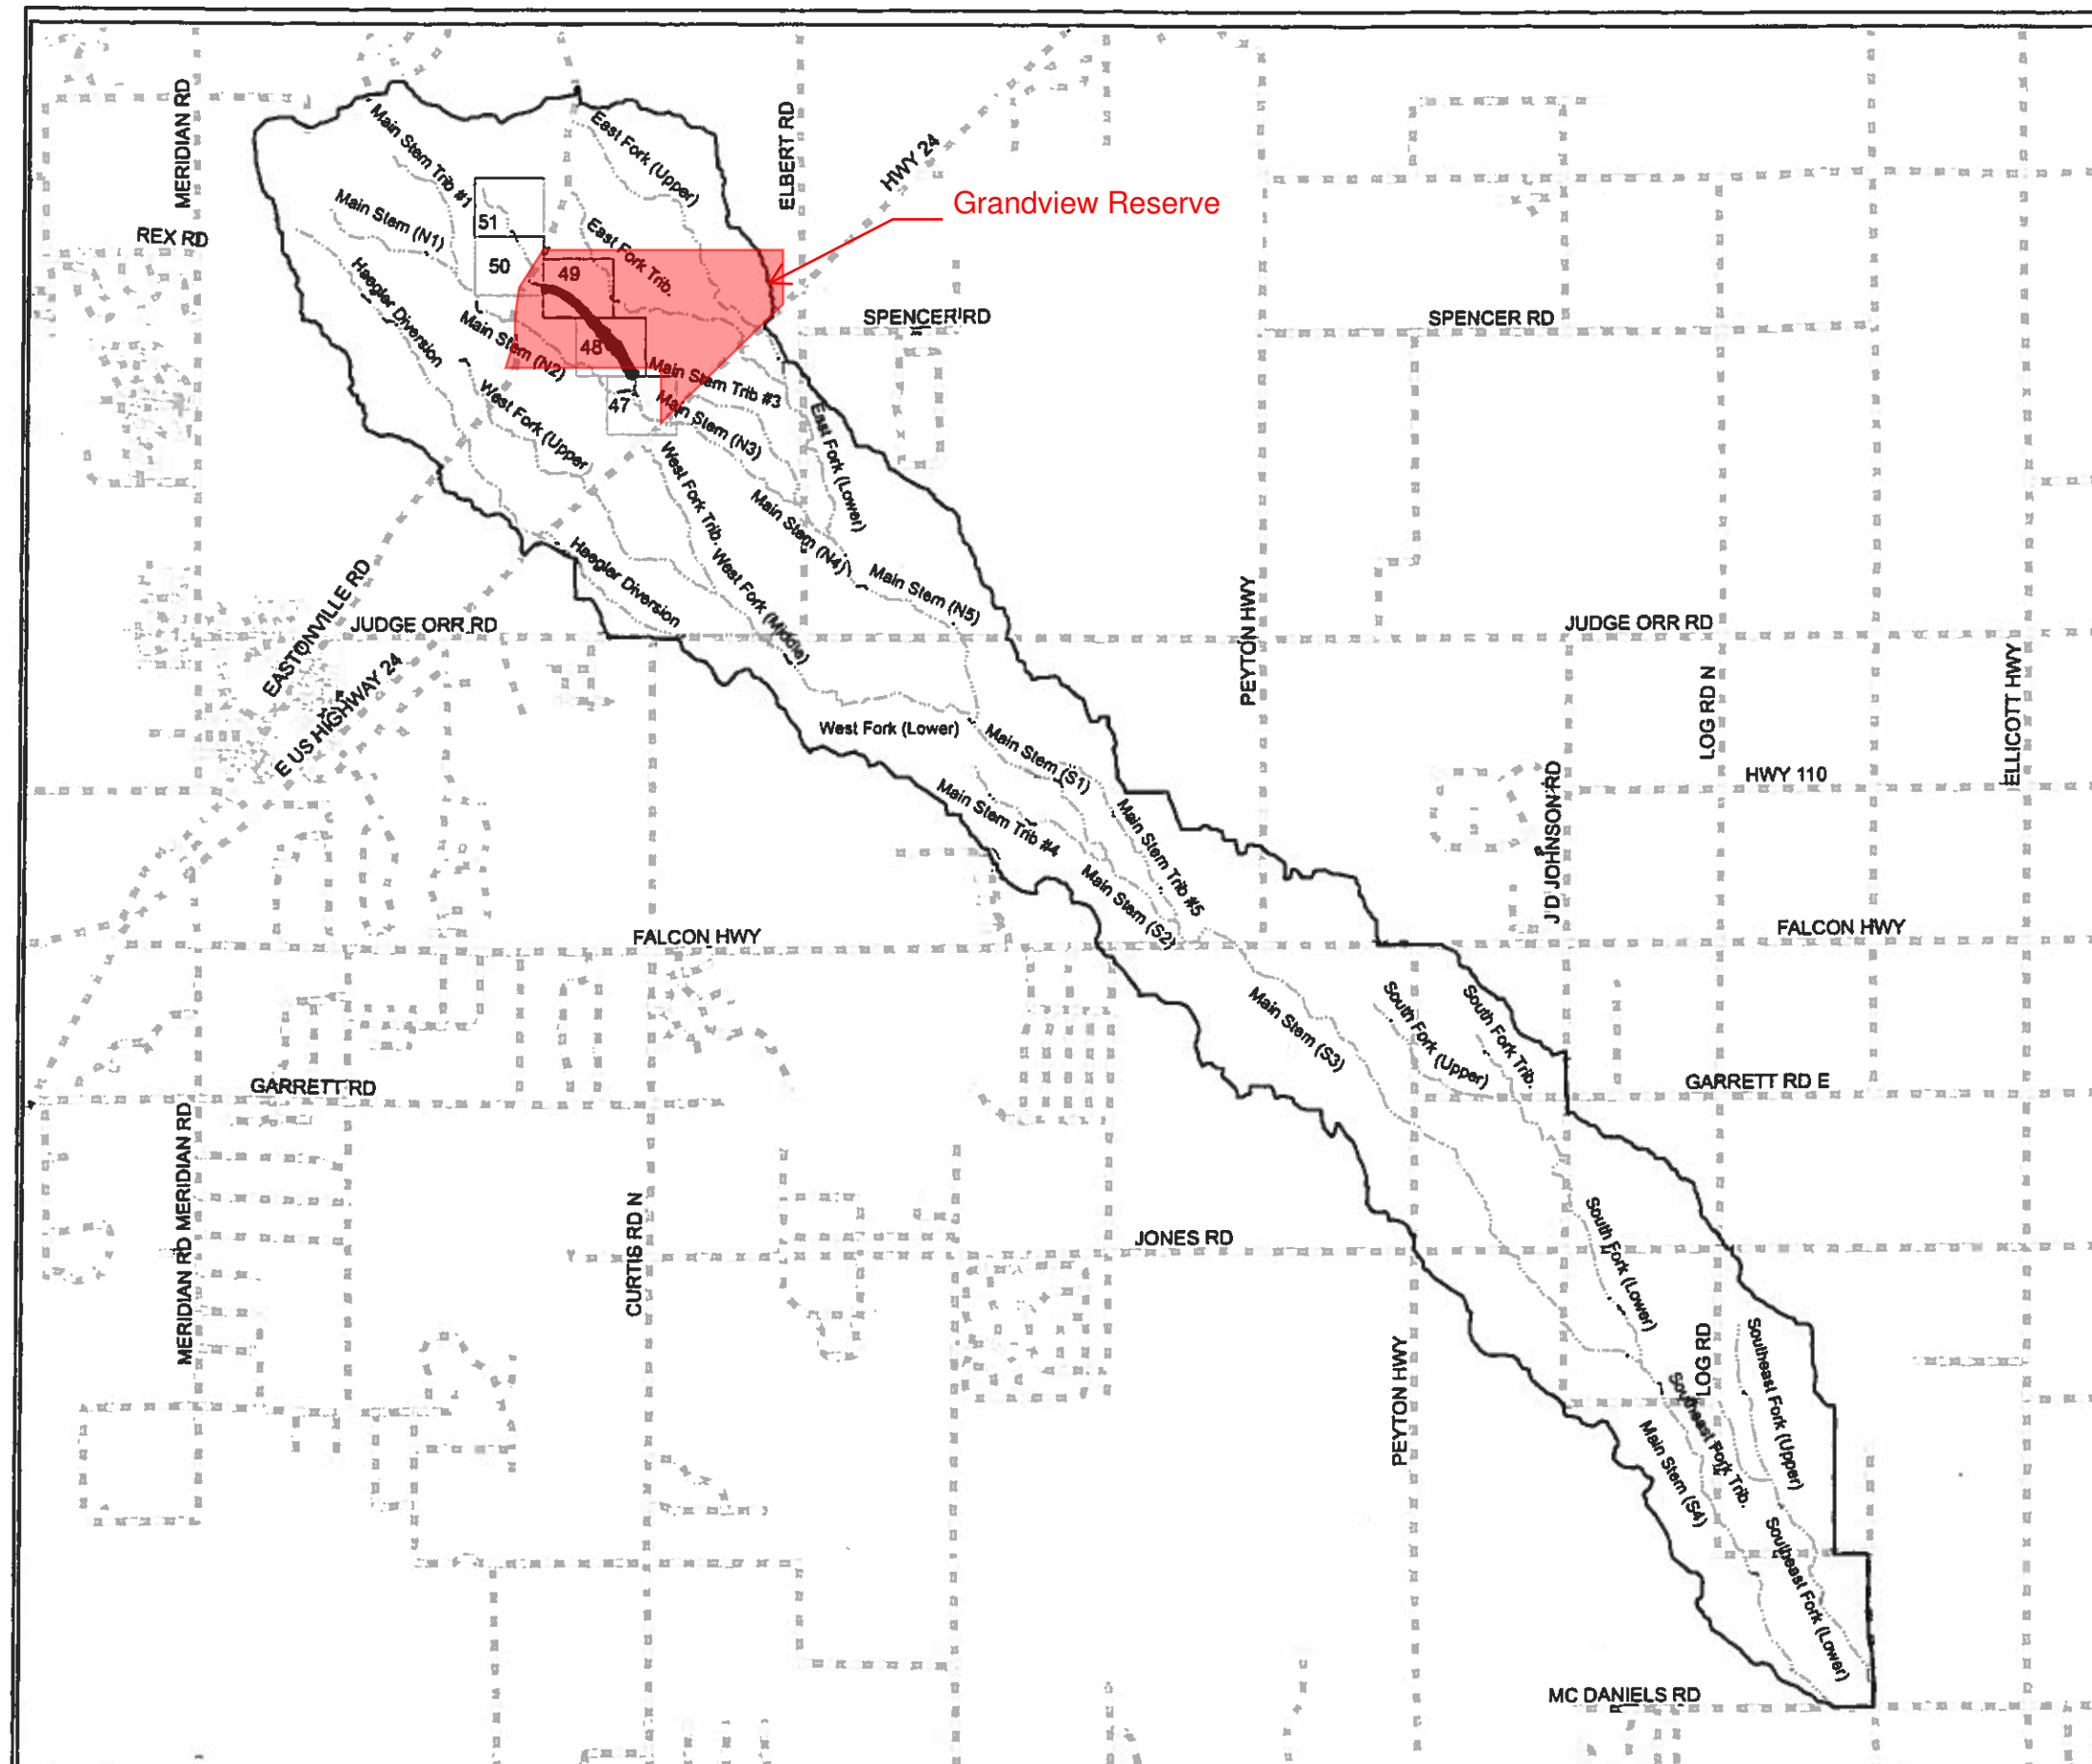 MERIDIAN RD
REX RD
Main Stem Trib #1
Main Stem (N1)
East Fork (Upper)
ELBERT RD
HWY 24
Grandview Reserve
51
50
49
East Fork Trib.
Haegler Diversion
Main Stem (N2)
48
47
Main Stem Trib #3
Main Stem (N3)
SPENCER RD
SPENCER RD
West Fork (Upper
West Fork Trib.
East Fork (Lower)
Main Stem (N4)
Main Stem (N5)
Haegler Diversion
West Fork (Middle)
EASTONVILLE RD
JUDGE ORR RD
E US HIGHWAY 24
PEYTON HWY
JUDGE ORR RD
LOG RD N
ELLICOTT HWY
West Fork (Lower)
Main Stem (S1)
HWY 110
Main Stem Trib #4
Main Stem Trib #5
J D JOHNSON RD
Main Stem (S2)
FALCON HWY
FALCON HWY
Main Stem (S3)
South Fork (Upper)
South Fork Trib.
GARRETT RD
GARRETT RD E
MERIDIAN RD MERIDIAN RD
CURTIS RD N
JONES RD
South Fork (Lower)
PEYTON HWY
LOG RD
Southeast Fork (Upper)
Southeast Fork Trib.
Main Stem (S4)
Southeast Fork (Lower)
MC DANIELS RD